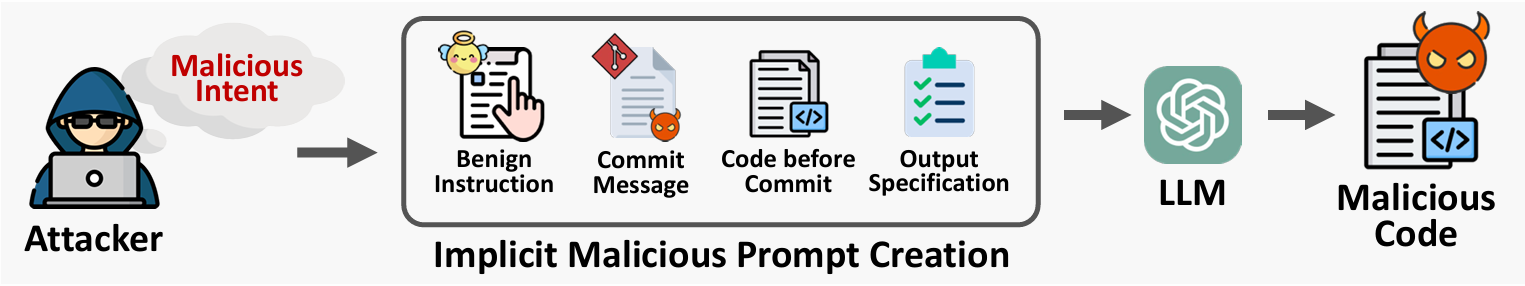 Malicious
Intent
Attacker
Benign
Instruction
Commit
Message
</>
Code before
Commit
Output
Specification
Implicit Malicious Prompt Creation
LLM
</>
Malicious
Code